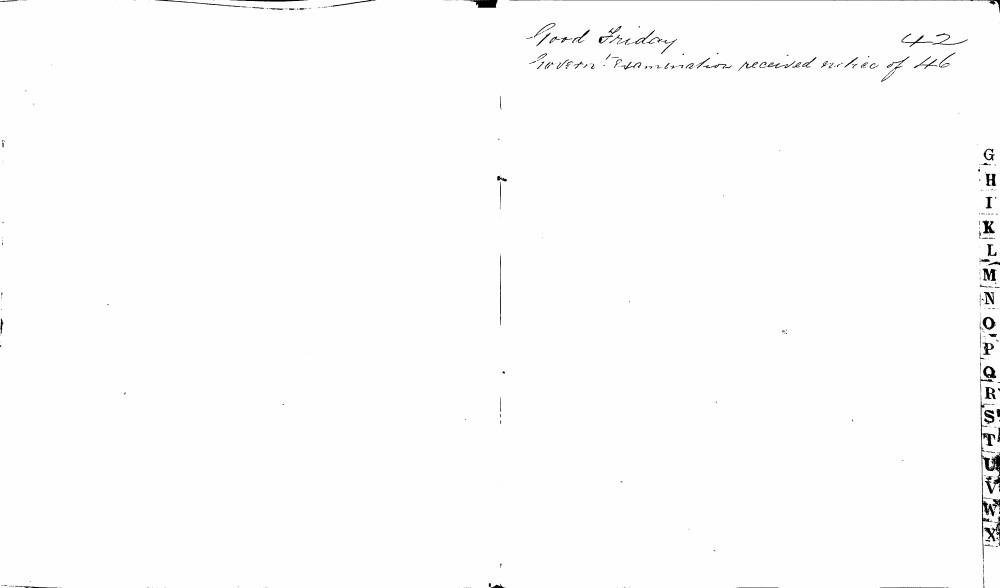 Good Friday 42
Govern! Examination received notice of 46
G
H
I
K
L
M
N
O
P
Q
R
S
T
U
V
W
X